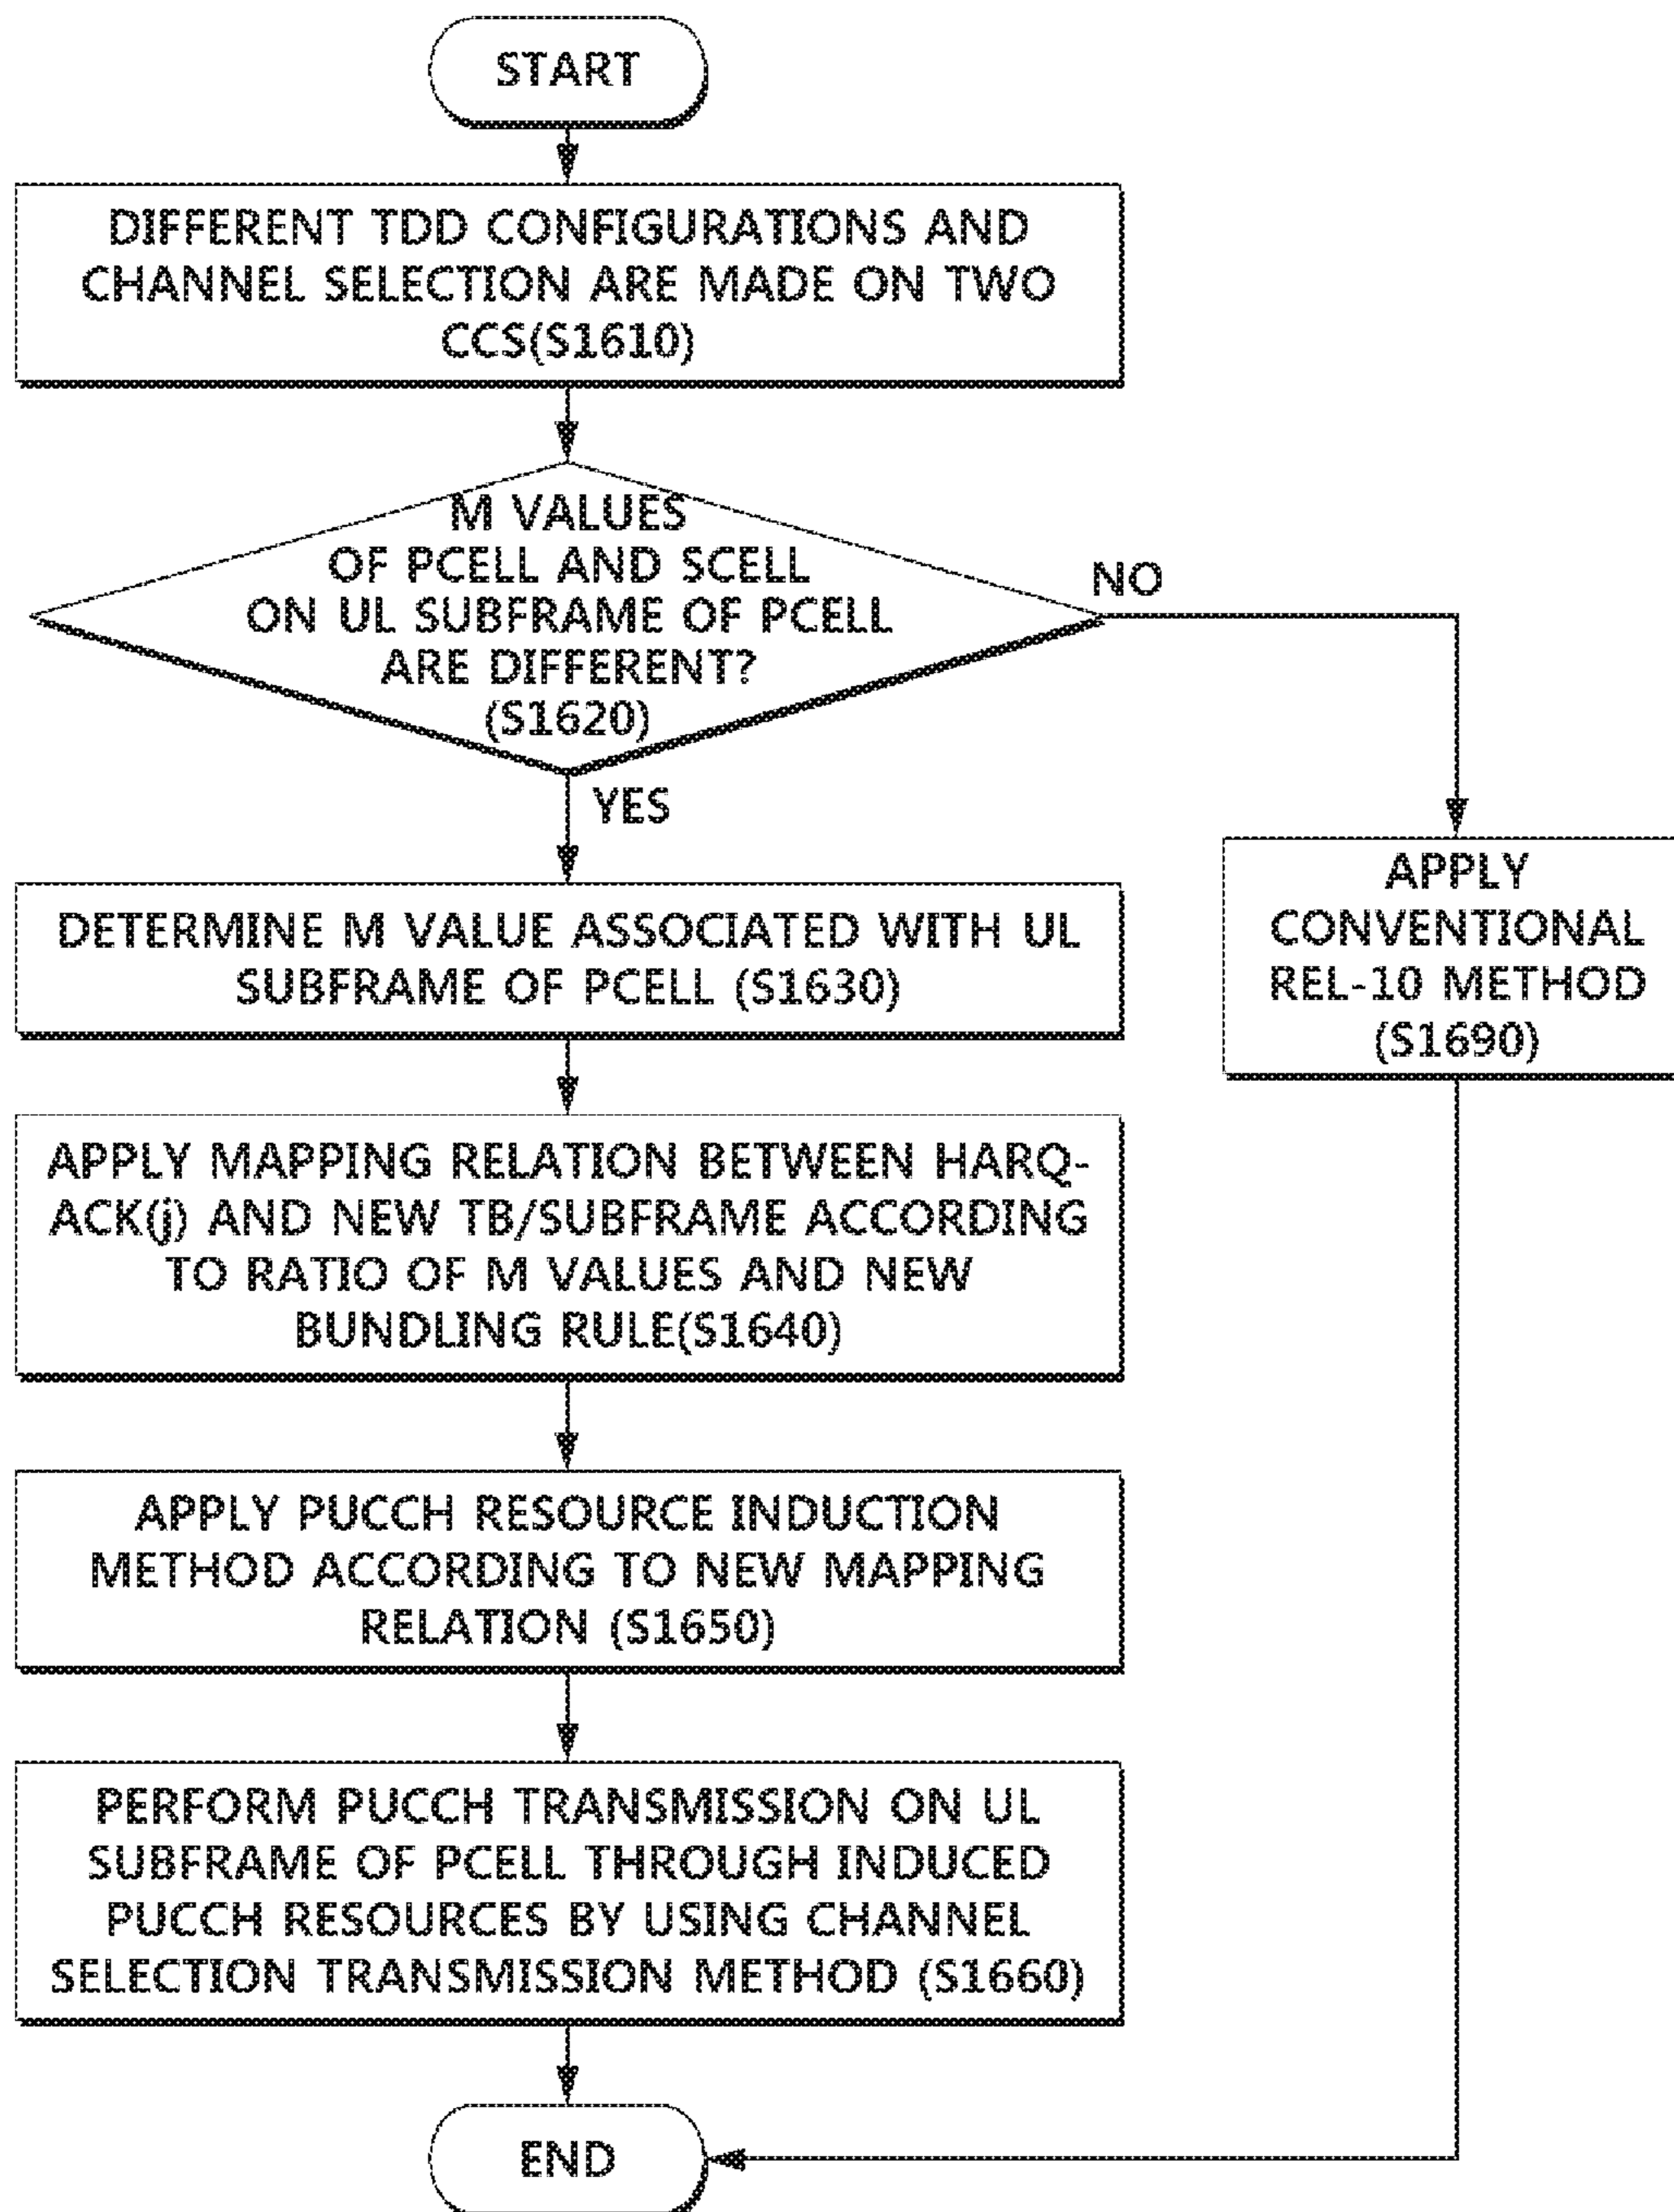 START
DIFFERENT TDD CONFIGURATIONS AND
CHANNEL SELECTION ARE MADE ON TWO
CCS(S1610)
M VALUES
OF PCELL AND SCELL
ON UL SUBFRAME OF PCELL
ARE DIFFERENT?
(S1620)
NO
YES
APPLY
CONVENTIONAL
REL-10 METHOD
(S1690)
DETERMINE M VALUE ASSOCIATED WITH UL
SUBFRAME OF PCELL (S1630)
APPLY MAPPING RELATION BETWEEN HARQ-
ACK(j) AND NEW TB/SUBFRAME ACCORDING
TO RATIO OF M VALUES AND NEW
BUNDLING RULE(S1640)
APPLY PUCCH RESOURCE INDUCTION
METHOD ACCORDING TO NEW MAPPING
RELATION (S1650)
PERFORM PUCCH TRANSMISSION ON UL
SUBFRAME OF PCELL THROUGH INDUCED
PUCCH RESOURCES BY USING CHANNEL
SELECTION TRANSMISSION METHOD (S1660)
END